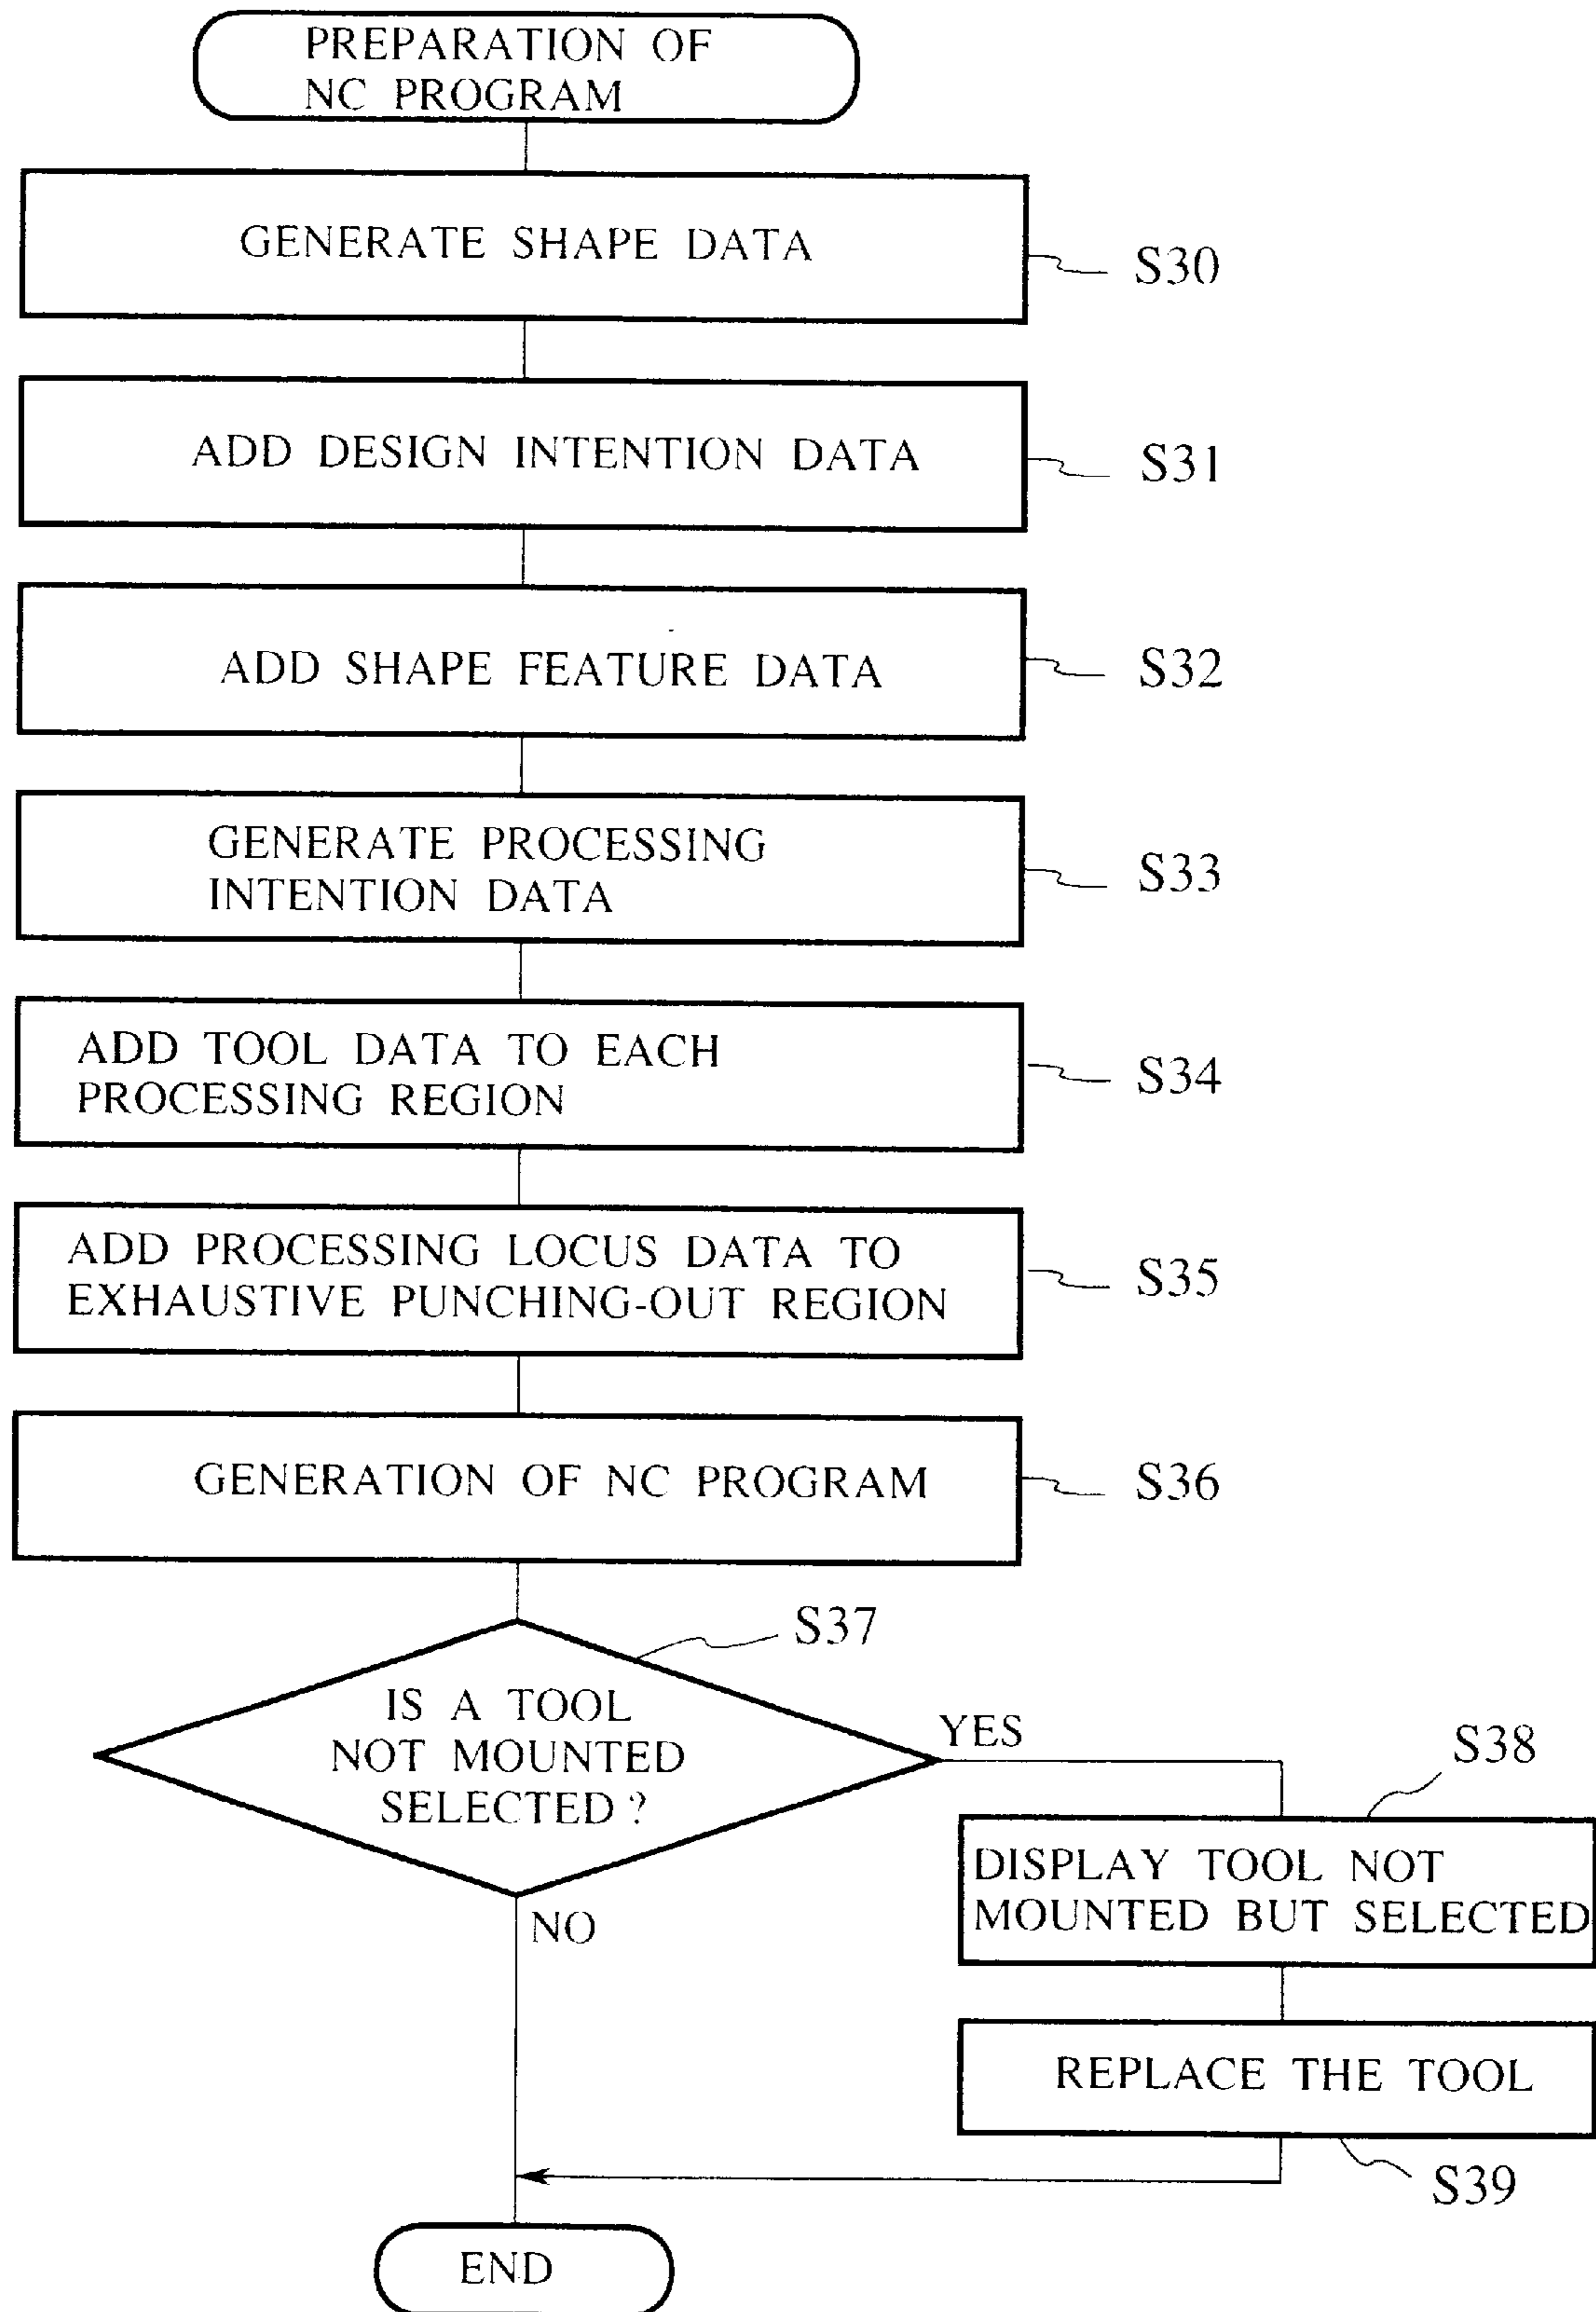 PREPARATION OF
NC PROGRAM
GENERATE SHAPE DATA
S30
ADD DESIGN INTENTION DATA
S31
ADD SHAPE FEATURE DATA
S32
GENERATE PROCESSING
INTENTION DATA
S33
ADD TOOL DATA TO EACH
PROCESSING REGION
S34
ADD PROCESSING LOCUS DATA TO
EXHAUSTIVE PUNCHING-OUT REGION
S35
GENERATION OF NC PROGRAM
S36
S37
IS A TOOL
NOT MOUNTED
SELECTED ?
YES
NO
S38
DISPLAY TOOL NOT
MOUNTED BUT SELECTED
REPLACE THE TOOL
S39
END